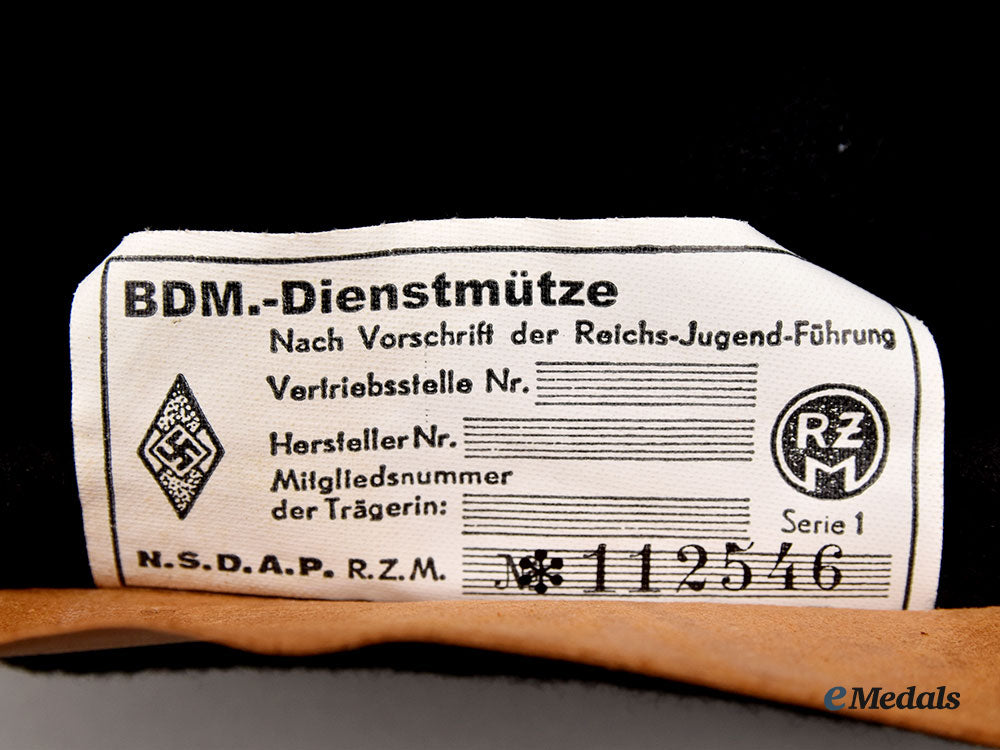 BDM.-Dienstmütze
Nach Vorschrift der Reichs-Jugend-Führung
Vertriebsstelle Nr.
Hersteller Nr.
Mitgliedsnummer
der Trägerin:
RZM
Serie 1
N.S.D.A.P. R.Z.M.
№ * 112546
eMedals